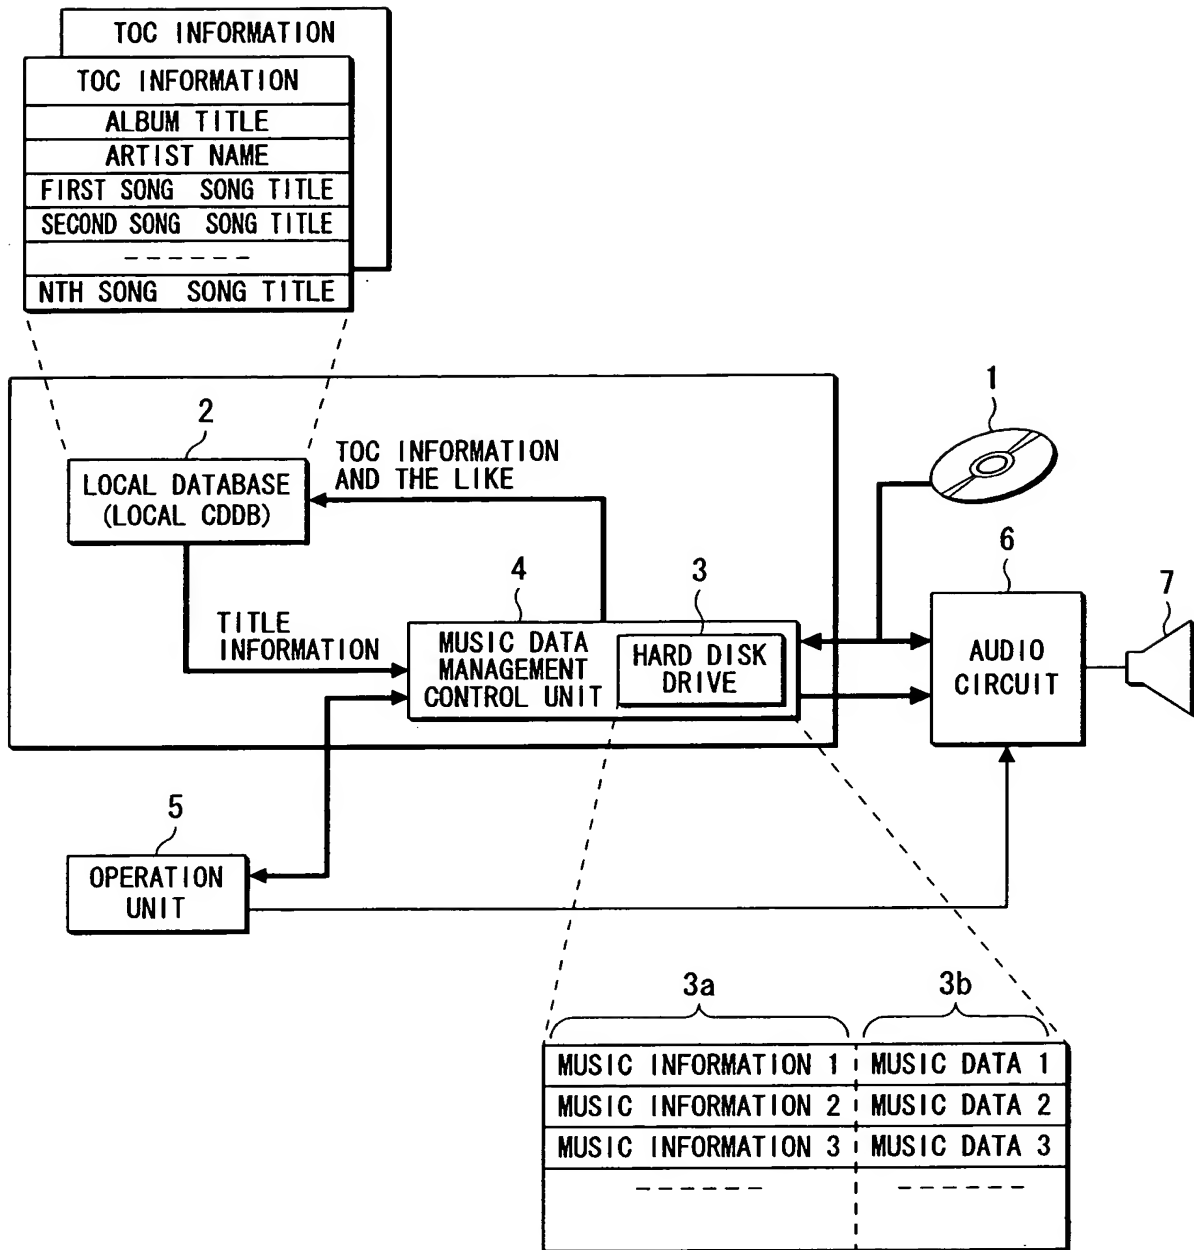 TOC INFORMATION
TOC INFORMATION
ALBUM TITLE
ARTIST NAME
FIRST SONG SONG TITLE
SECOND SONG SONG TITLE
NTH SONG SONG TITLE
1
2
TOC INFORMATION
AND THE LIKE
LOCAL DATABASE
(LOCAL CDDB)
6
7
4
3
TITLE
INFORMATION
MUSIC DATA
MANAGEMENT
CONTROL UNIT
HARD DISK
DRIVE
AUDIO
CIRCUIT
5
OPERATION
UNIT
3a
3b
MUSIC INFORMATION 1 MUSIC DATA 1
MUSIC INFORMATION 2 MUSIC DATA 2
MUSIC INFORMATION 3 MUSIC DATA 3